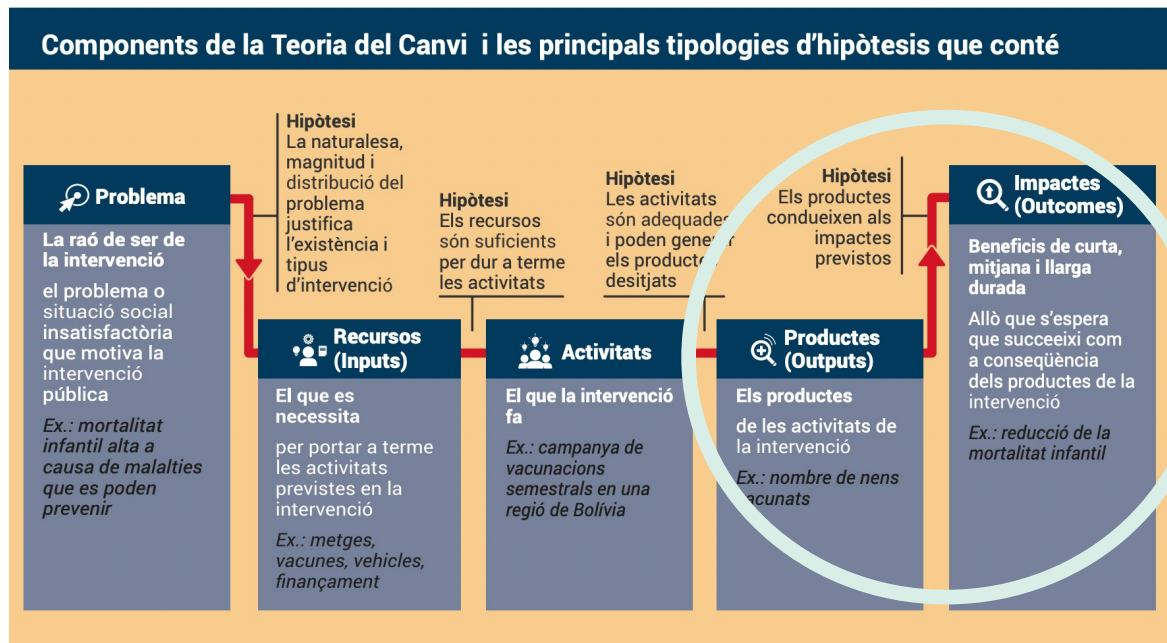 Components de la Teoria del Canvi i les principals tipologies d'hipòtesis que conté
Problema
La raó de ser de
la intervenció
el problema o
situació social
insatisfactòria
que motiva la
intervenció
pública
Ex.: mortalitat
infantil alta a
causa de malalties
que es poden
prevenir
Hipòtesi
La naturalesa,
magnitud i
distribució del
problema
justifica
l'existència i
tipus
d'intervenció
Recursos
(Inputs)
El que es
necessita
per portar a terme
les activitats
previstes en la
intervenció
Ex.: metges,
vacunes, vehicles,
finançament
Hipòtesi
Els recursos
són suficients
per dur a terme
les activitats
Activitats
El que la intervenció
fa
Ex.: campanya de
vacunacions
semestrals en una
regió de Bolívia
Hipòtesi
Les activitats
són adequades
i poden generar
els productes
desitjats
Productes
(Outputs)
Els productes
de les activitats de
la intervenció
Ex.: nombre de nens
vacunats
Hipòtesi
Els productes
condueixen als
impactes
previstos
Impactes
(Outcomes)
Beneficis de curta,
mitjana i llarga
durada
Allò que s'espera
que succeeixi com
a conseqüència
dels productes de la
intervenció
Ex.: reducció de la
mortalitat infantil